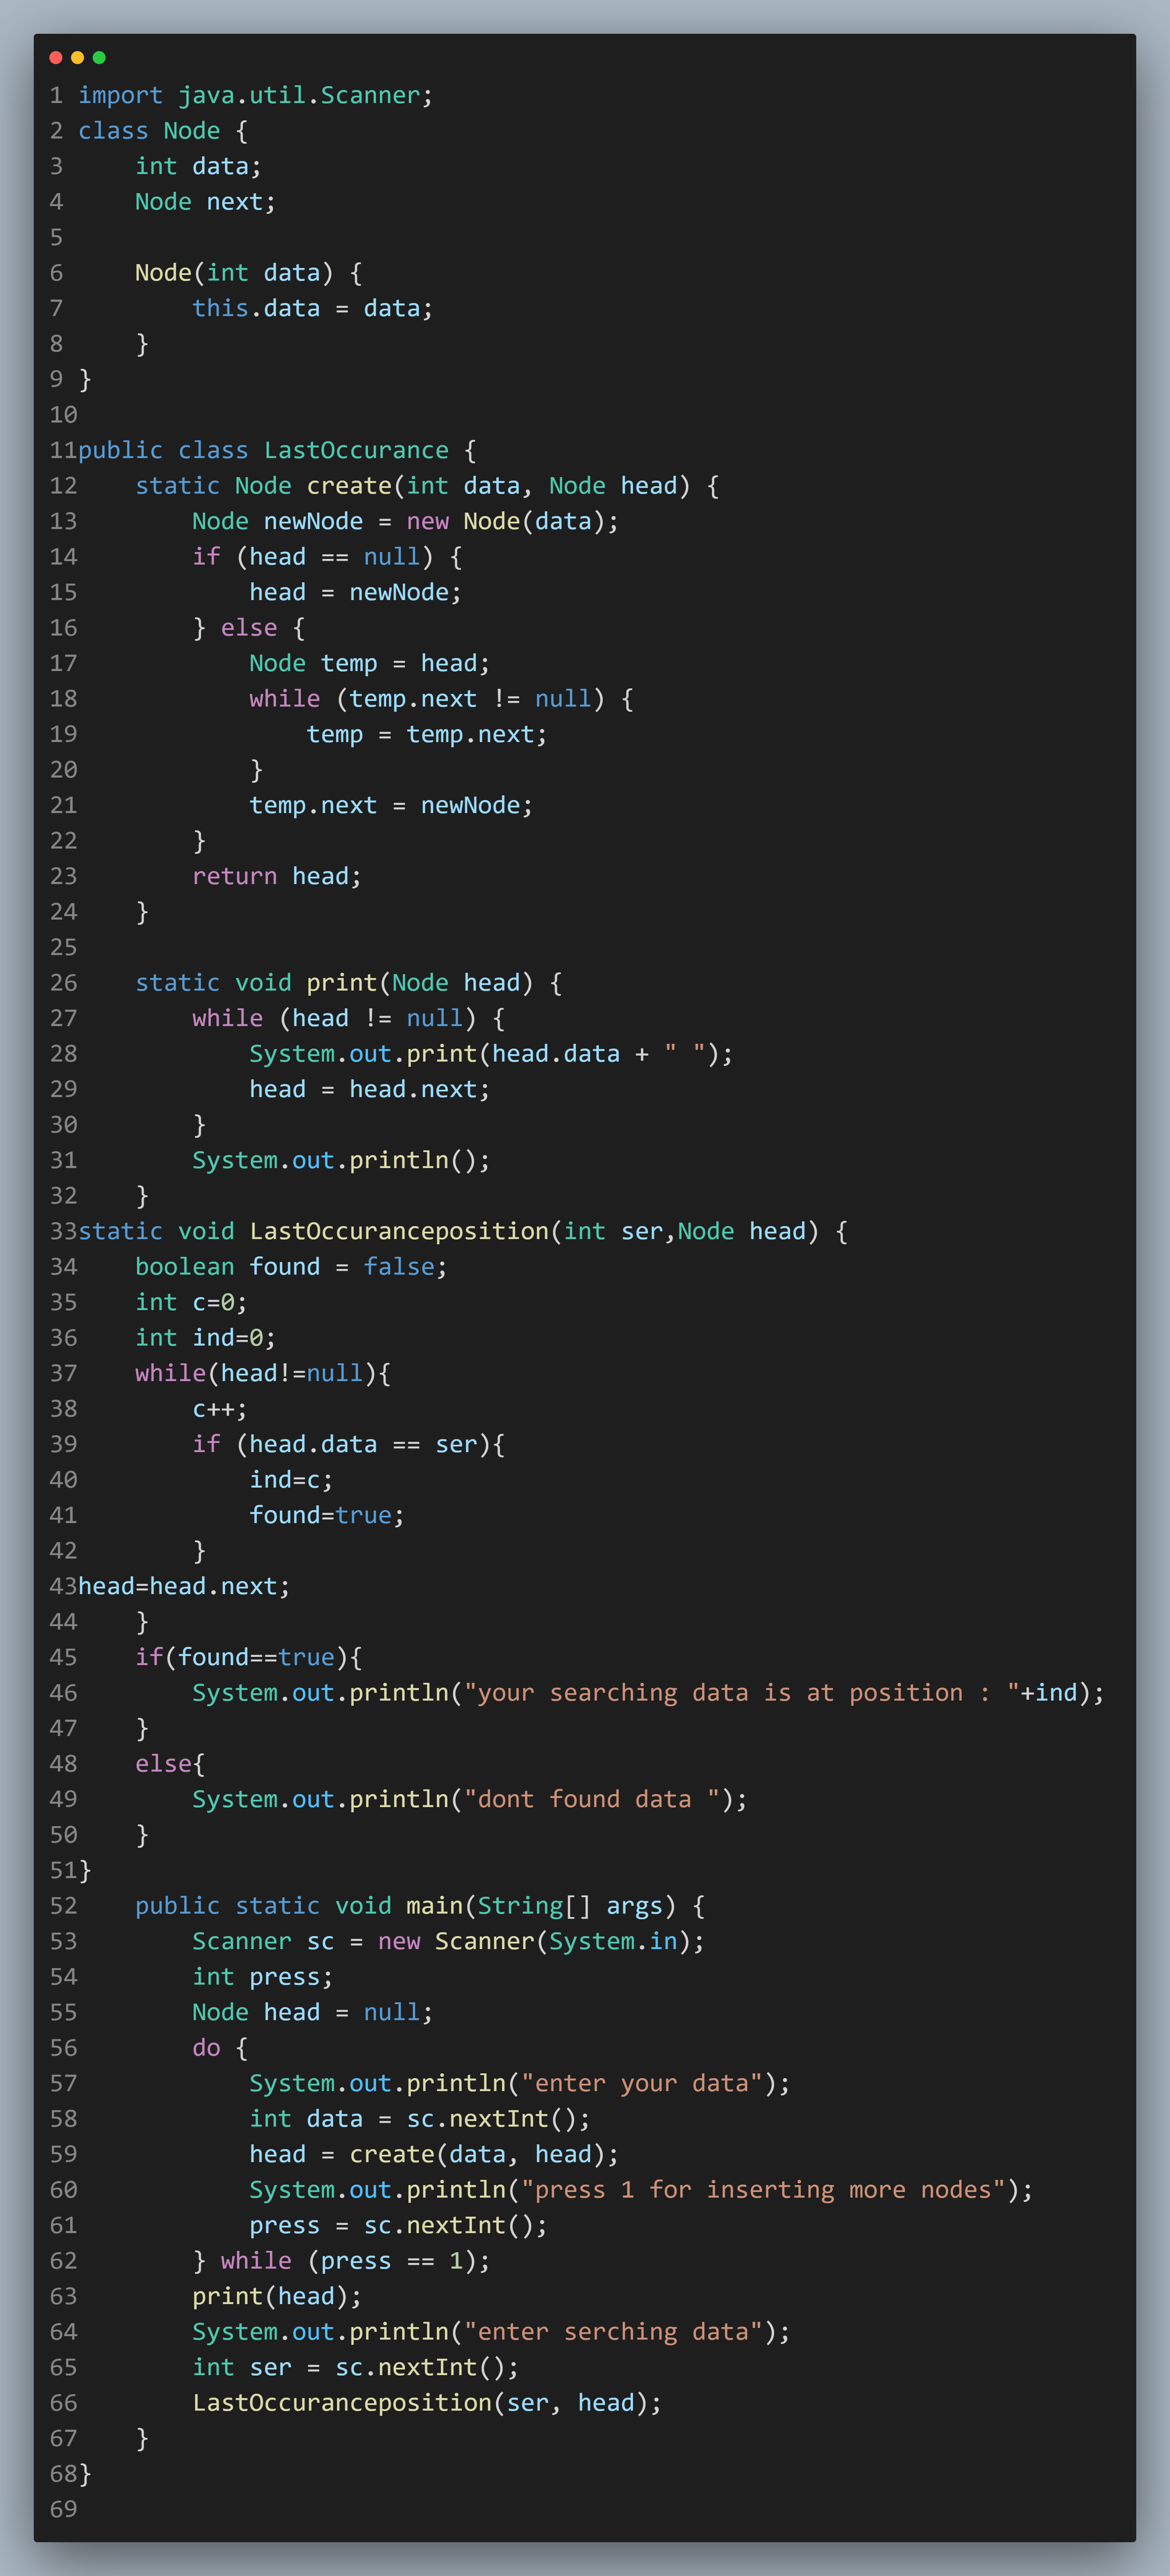 1 import java.util.Scanner;
2 class Node {
3     int data;
4     Node next;
5
6     Node(int data) {
7         this.data = data;
8     }
9 }
10
11public class LastOccurance {
12    static Node create(int data, Node head) {
13        Node newNode = new Node(data);
14        if (head == null) {
15            head = newNode;
16        } else {
17            Node temp = head;
18            while (temp.next != null) {
19                temp = temp.next;
20            }
21            temp.next = newNode;
22        }
23        return head;
24    }
25
26    static void print(Node head) {
27        while (head != null) {
28            System.out.print(head.data + " ");
29            head = head.next;
30        }
31        System.out.println();
32    }
33static void LastOccuranceposition(int ser,Node head) {
34    boolean found = false;
35    int c=0;
36    int ind=0;
37    while(head!=null){
38        c++;
39        if (head.data == ser){
40            ind=c;
41            found=true;
42        }
43head=head.next;
44    }
45    if(found==true){
46        System.out.println("your searching data is at position : "+ind);
47    }
48    else{
49        System.out.println("dont found data ");
50    }
51}
52    public static void main(String[] args) {
53        Scanner sc = new Scanner(System.in);
54        int press;
55        Node head = null;
56        do {
57            System.out.println("enter your data");
58            int data = sc.nextInt();
59            head = create(data, head);
60            System.out.println("press 1 for inserting more nodes");
61            press = sc.nextInt();
62        } while (press == 1);
63        print(head);
64        System.out.println("enter serching data");
65        int ser = sc.nextInt();
66        LastOccuranceposition(ser, head);
67    }
68}
69